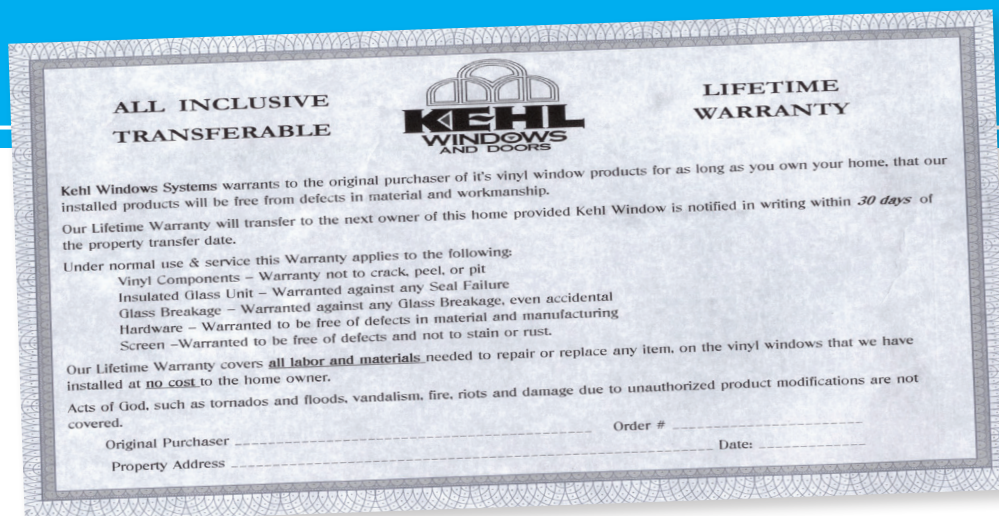 ALL INCLUSIVE
TRANSFERABLE
KEHL
WINDOWS
AND DOORS
LIFETIME
WARRANTY
Kehl Windows Systems warrants to the original purchaser of it's vinyl window products for as long as you own your home, that our
installed products will be free from defects in material and workmanship.
Our Lifetime Warranty will transfer to the next owner of this home provided Kehl Window is notified in writing within 30 days of
the property transfer date.
Under normal use & service this Warranty applies to the following:
Vinyl Components – Warranty not to crack, peel, or pit
Insulated Glass Unit – Warranted against any Seal Failure
Glass Breakage – Warranted against any Glass Breakage, even accidental
Hardware – Warranted to be free of defects in material and manufacturing
Screen –Warranted to be free of defects and not to stain or rust.
Our Lifetime Warranty covers all labor and materials needed to repair or replace any item, on the vinyl windows that we have
installed at no cost to the home owner.
Acts of God, such as tornados and floods, vandalism, fire, riots and damage due to unauthorized product modifications are not
covered.
Original Purchaser Order #
Property Address Date: